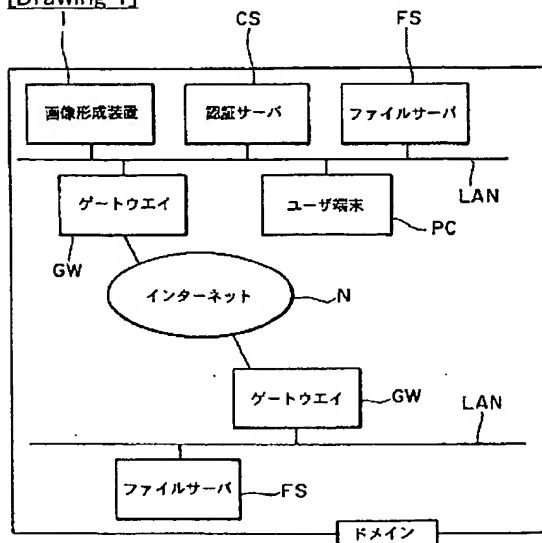 [Drawing 1]
1 CS FS
画像形成装置 認証サーバ ファイルサーバ
LAN
ゲートウエイ ユーザ端末
PC
GW
インターネット N
ゲートウエイ GW
LAN
ファイルサーバ FS
ドメイン